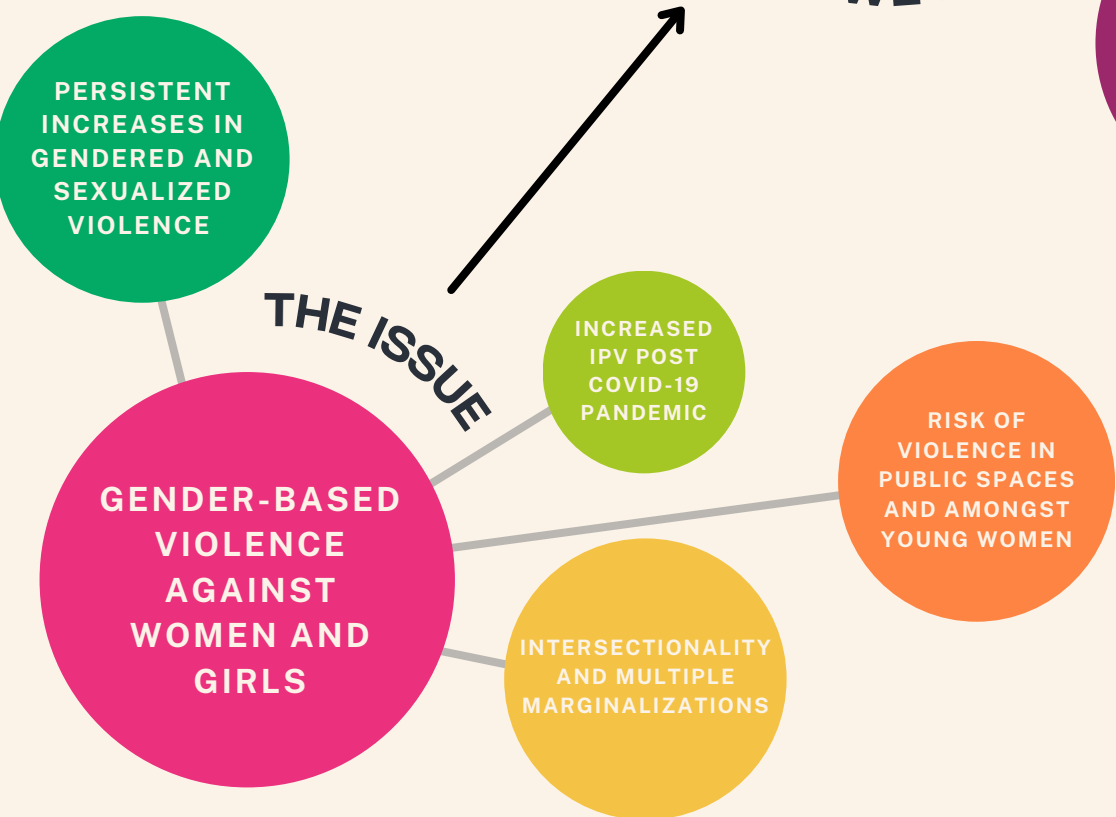 PERSISTENT
INCREASES IN
GENDERED AND
SEXUALIZED
VIOLENCE
THE ISSUE
INCREASED
IPV POST
COVID-19
PANDEMIC
RISK OF
VIOLENCE IN
PUBLIC SPACES
AND AMONGST
YOUNG WOMEN
GENDER-BASED
VIOLENCE
AGAINST
WOMEN AND
GIRLS
INTERSECTIONALITY
AND MULTIPLE
MARGINALIZATIONS